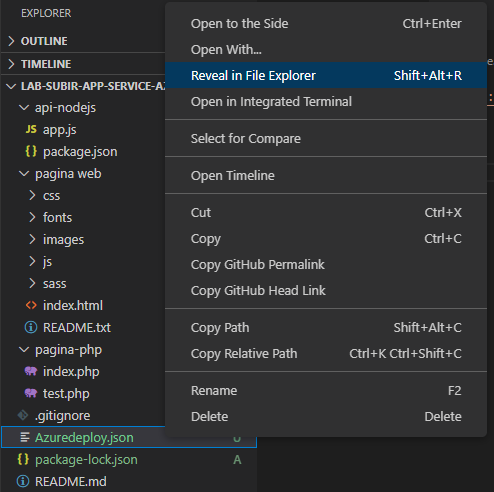 EXPLORER
OUTLINE
TIMELINE
LAB-SUBIR-APP-SERVICE-AZ
api-nodejs
JS app.js
{} package.json
pagina web
css
fonts
images
js
sass
<> index.html
README.txt
pagina-php
index.php
test.php
.gitignore
Azuredeploy.json U
{} package-lock.json A
README.md
Open to the Side Ctrl+Enter
Open With...
Reveal in File Explorer Shift+Alt+R
Open in Integrated Terminal
Select for Compare
Open Timeline
Cut Ctrl+X
Copy Ctrl+C
Copy GitHub Permalink
Copy GitHub Head Link
Copy Path Shift+Alt+C
Copy Relative Path Ctrl+K Ctrl+Shift+C
Rename F2
Delete Delete